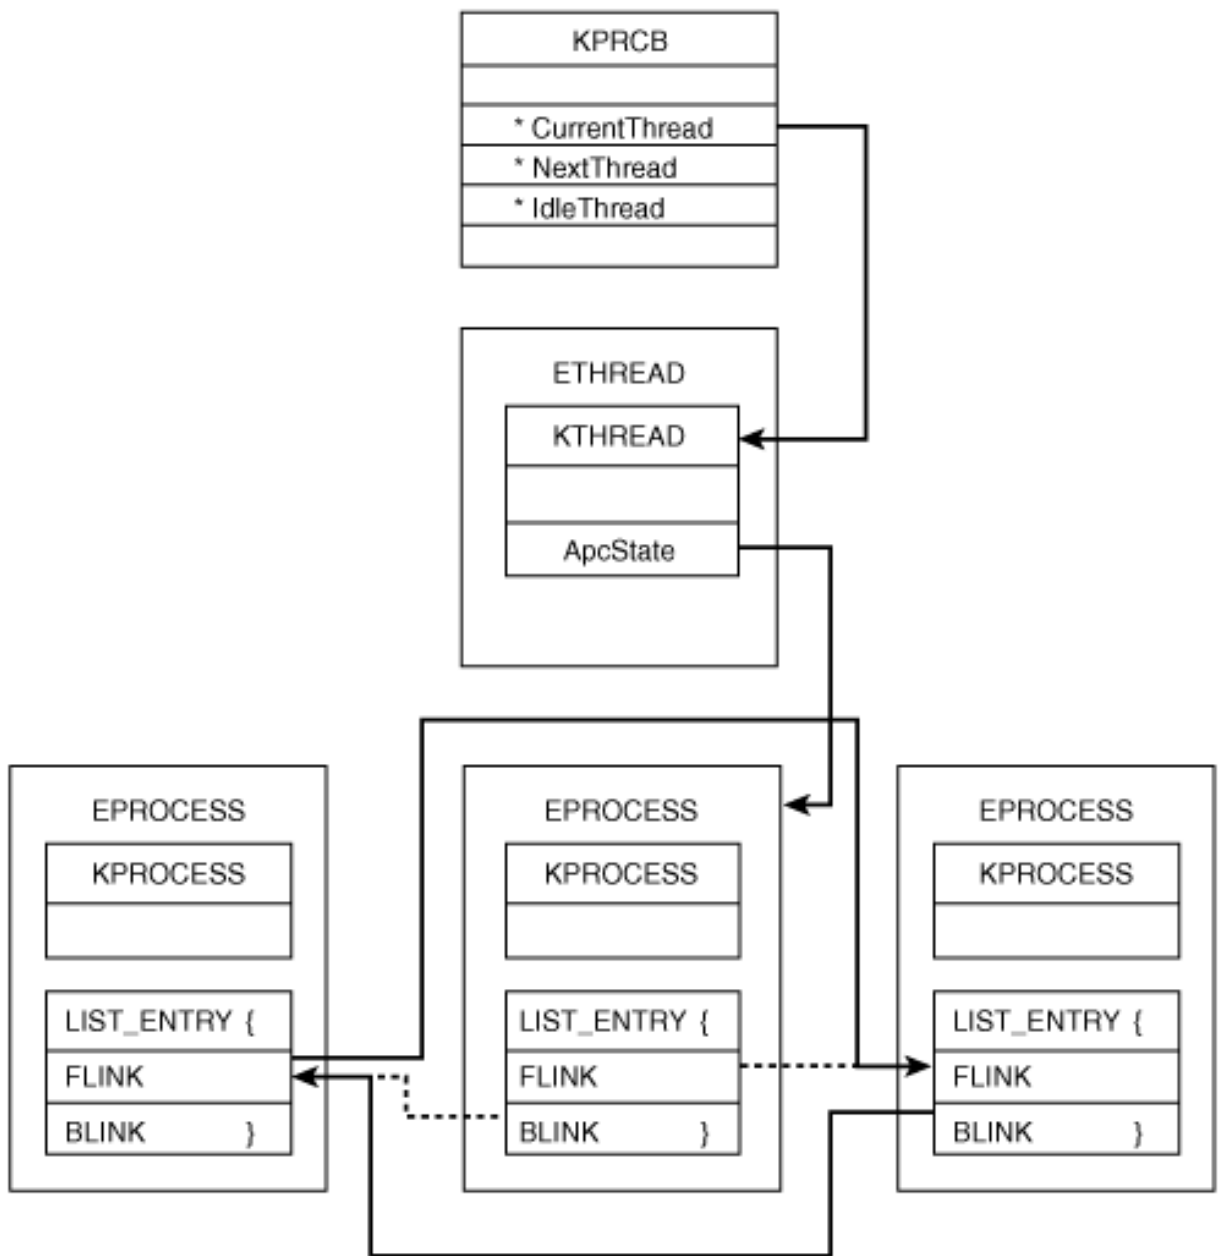 KPRCB
* CurrentThread
* NextThread
* IdleThread
ETHREAD
KTHREAD
ApcState
EPROCESS
KPROCESS
LIST_ENTRY {
FLINK
BLINK }
EPROCESS
KPROCESS
LIST_ENTRY {
FLINK
BLINK }
EPROCESS
KPROCESS
LIST_ENTRY {
FLINK
BLINK }